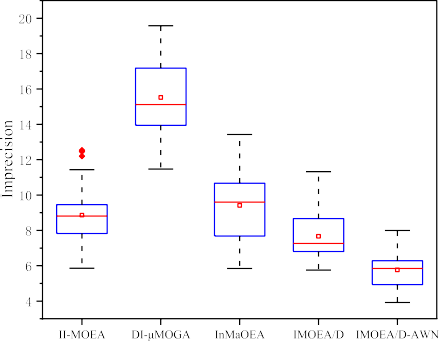 Imprecision
20
18
16
14
12
10
8
6
4
II-MOEA
DI-μMOGA
InMaOEA
IMOEA/D
IMOEA/D-AWN